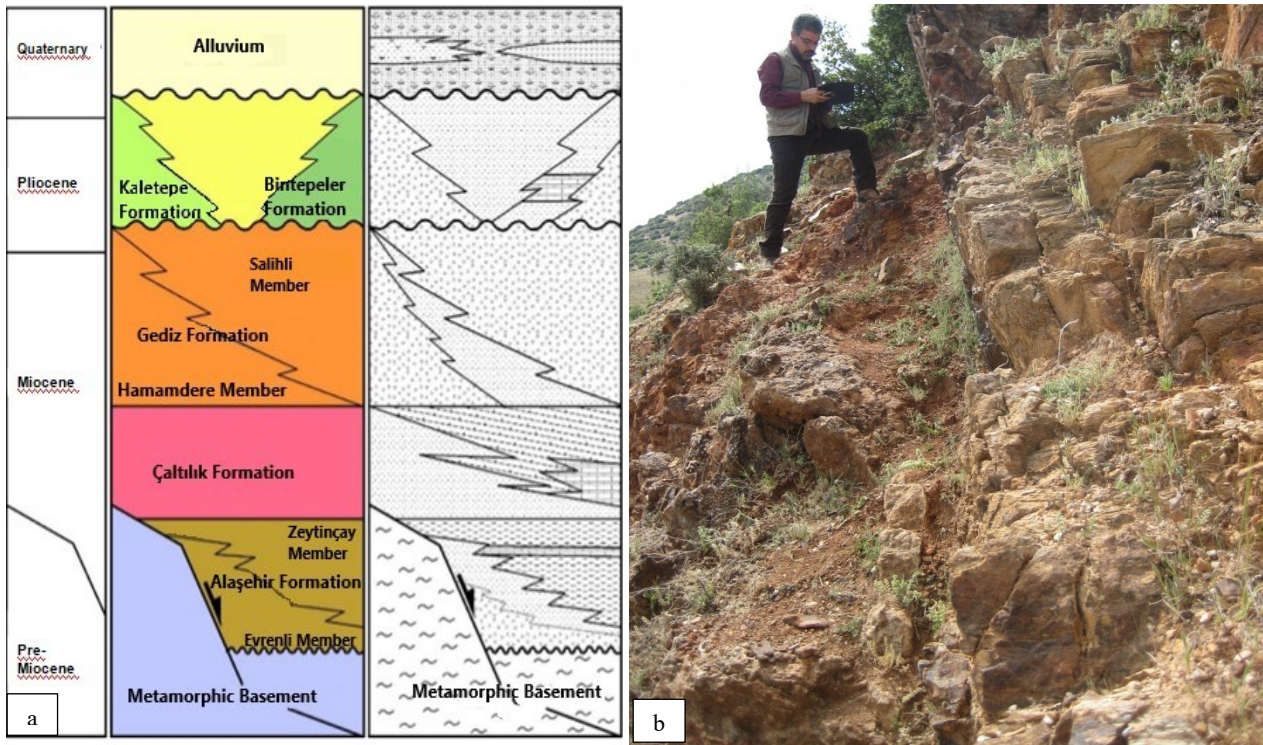 Quaternary
Pliocene
Miocene
Pre-
Miocene
a
Alluvium
Kaletepe
Formation
Bintepeler
Formation
Salihli
Member
Gediz Formation
Hamamdere Member
Çaltılık Formation
Zeytinçay
Member
Alaşehir Formation
Evrenli Member
Metamorphic Basement
Metamorphic Basement
b